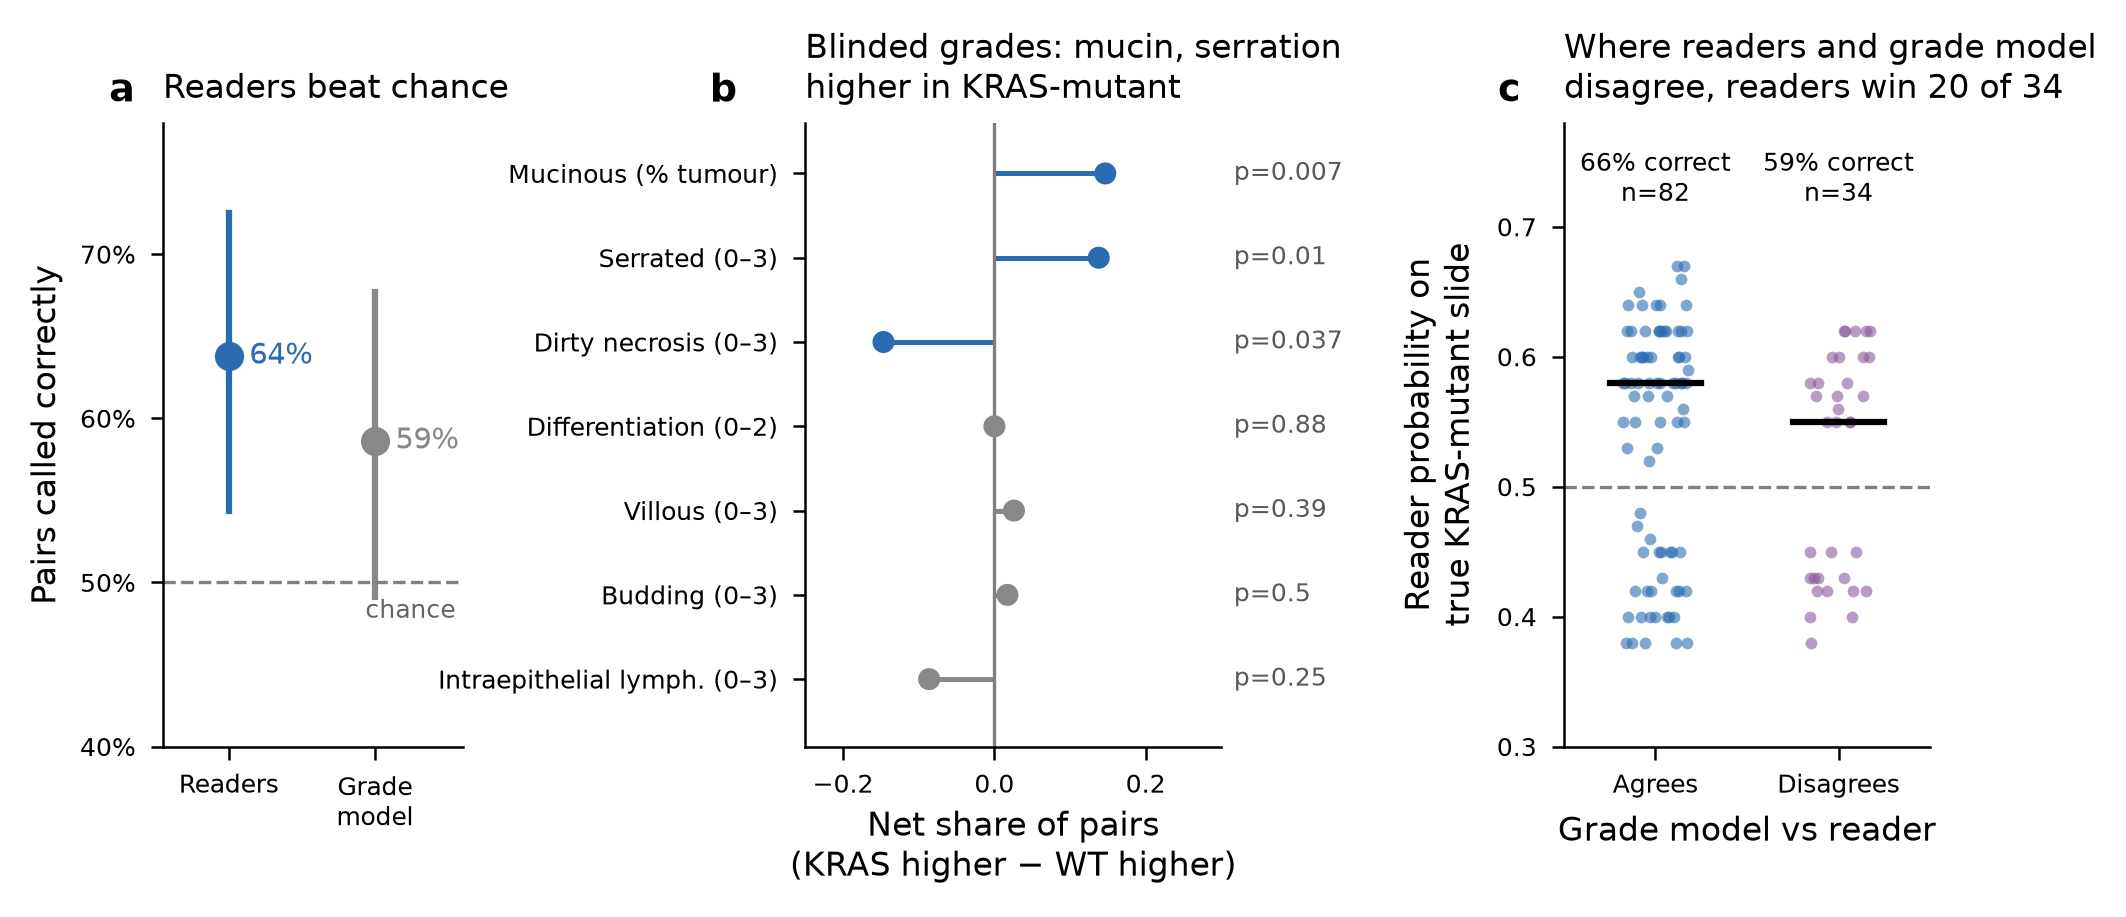 a Readers beat chance
Pairs called correctly
70%
60%
50%
40%
64%
59%
chance
Readers
Grade
model
b Blinded grades: mucin, serration
higher in KRAS-mutant
Mucinous (% tumour)
Serrated (0–3)
Dirty necrosis (0–3)
Differentiation (0–2)
Villous (0–3)
Budding (0–3)
Intraepithelial lymph. (0–3)
p=0.007
p=0.01
p=0.037
p=0.88
p=0.39
p=0.5
p=0.25
−0.2 0.0 0.2
Net share of pairs
(KRAS higher − WT higher)
c Where readers and grade model
disagree, readers win 20 of 34
Reader probability on
true KRAS-mutant slide
0.7
0.6
0.5
0.4
0.3
66% correct
n=82
59% correct
n=34
Agrees Disagrees
Grade model vs reader